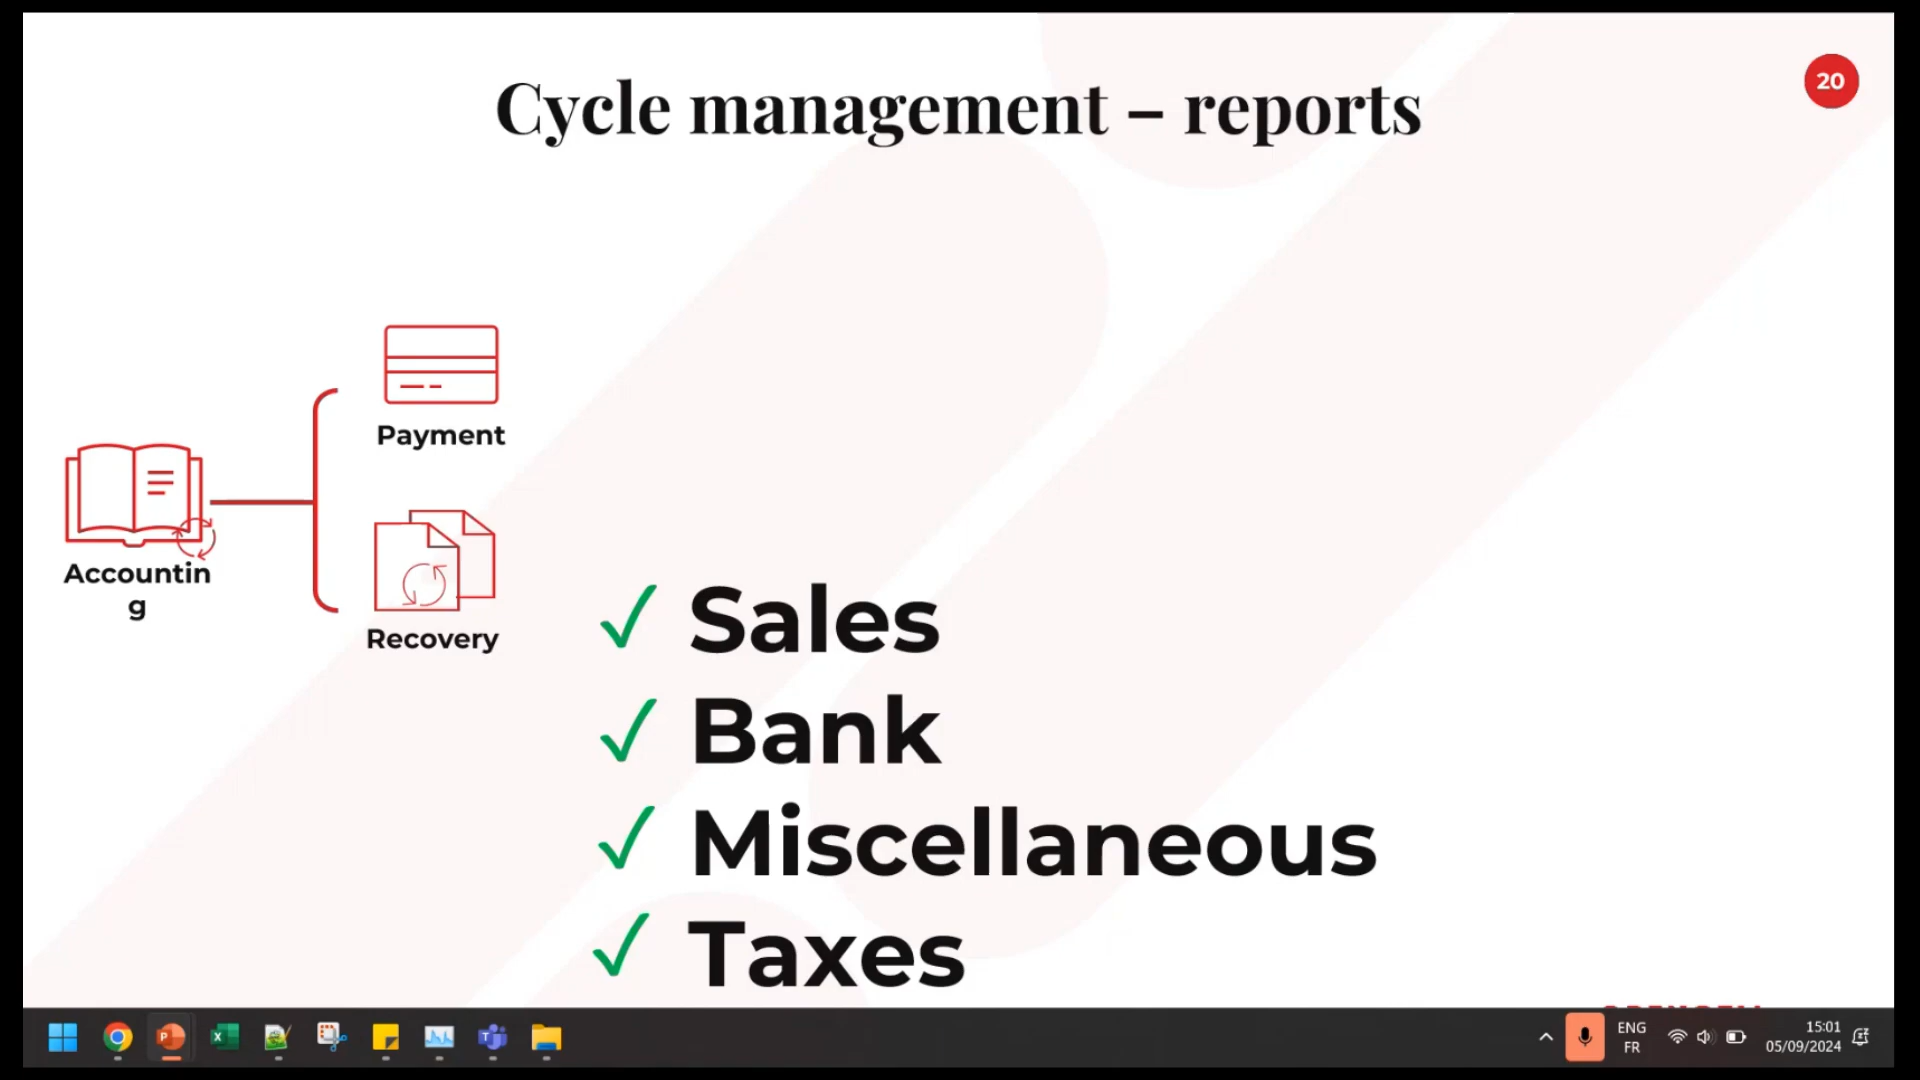 Cycle management – reports
20
Payment
Accountin
g
Recovery
Sales
Bank
Miscellaneous
Taxes
ENG
FR
15:01
05/09/2024